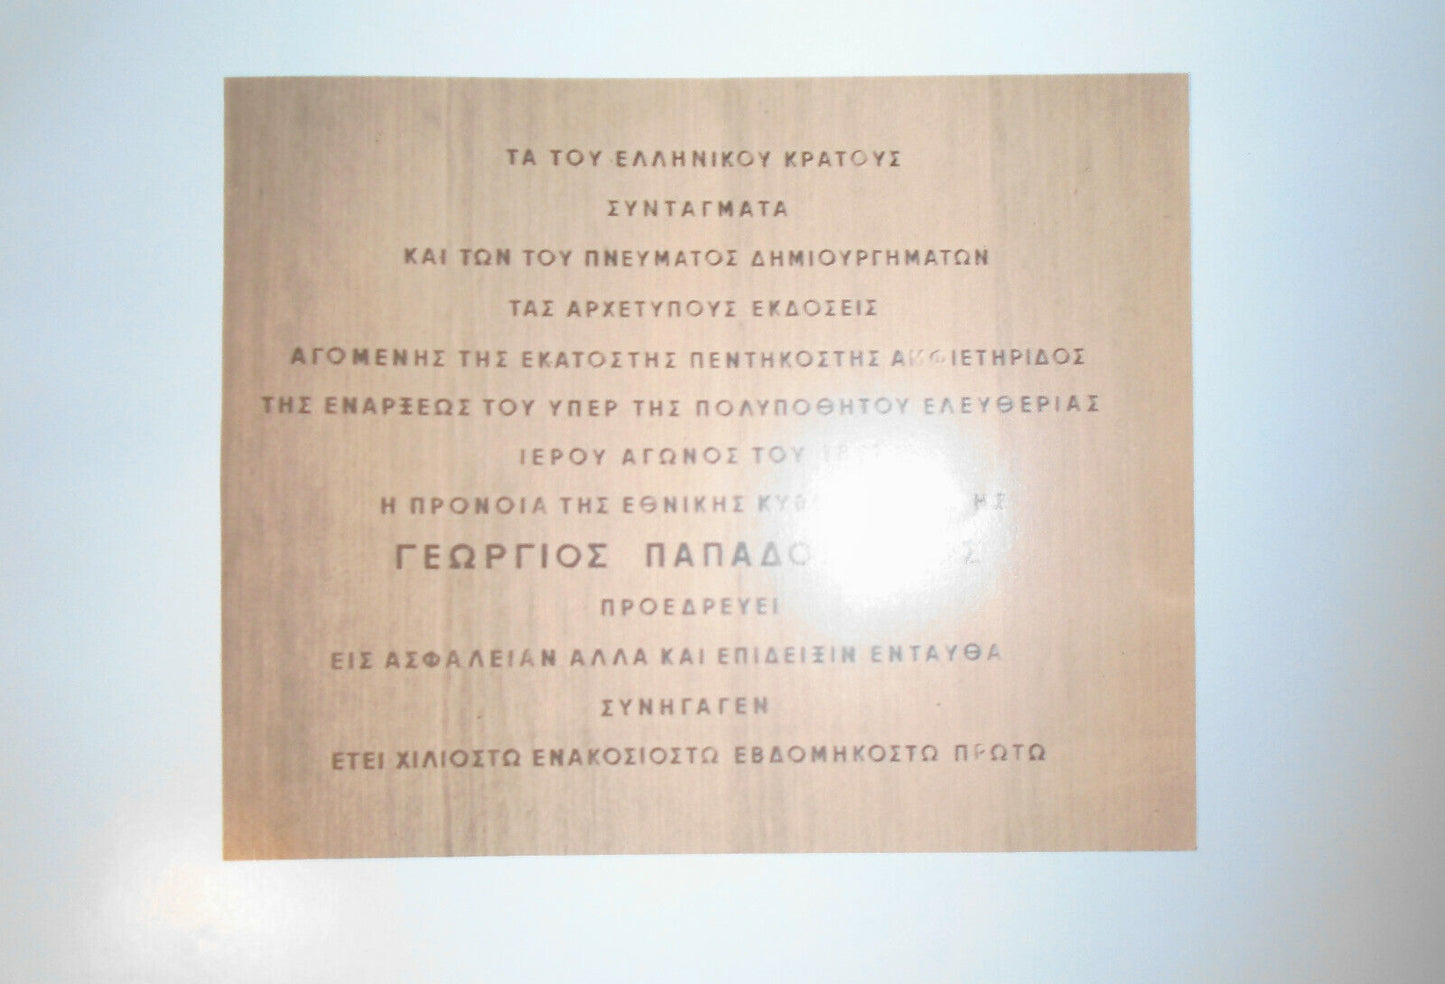 ΤΑ ΤΟΥ ΕΛΛΗΝΙΚΟΥ ΚΡΑΤΟΥΣ
ΣΥΝΤΑΓΜΑΤΑ
ΚΑΙ ΤΩΝ ΤΟΥ ΠΝΕΥΜΑΤΟΣ ΔΗΜΙΟΥΡΓΗΜΑΤΩΝ
ΤΑΣ ΑΡΧΕΤΥΠΟΥΣ ΕΚΔΟΣΕΙΣ
ΑΓΟΜΕΝΗΣ ΤΗΣ ΕΚΑΤΟΣΤΗΣ ΠΕΝΤΗΚΟΣΤΗΣ
ΤΗΣ ΕΝΑΡΞΕΩΣ ΤΟΥ ΥΠΕΡ ΤΗΣ ΠΟΛΥΠΟΘΗΤΟΥ ΕΛΕΥΘΕΡΙΑΣ
ΙΕΡΟΥ ΑΓΩΝΟΣ ΤΟΥ
Η ΠΡΟΝΟΙΑ ΤΗΣ ΕΘΝΙΚΗΣ
ΓΕΩΡΓΙΟΣ
ΠΡΟΕΔΡΕΥΕΙ
ΕΙΣ ΑΣΦΑΛΕΙΑΝ ΑΛΛΑ ΚΑΙ ΕΠΙΔΕΙΞΙΝ ΕΝΤΑΥΘΑ
ΣΥΝΗΓΑΓΕΝ
ΕΤΕΙ ΧΙΛΙΟΣΤΩ ΕΝΑΚΟΣΙΟΣΤΩ ΕΒΔΟΜΗΚΟΣΤΩ ΠΡΩΤΩ